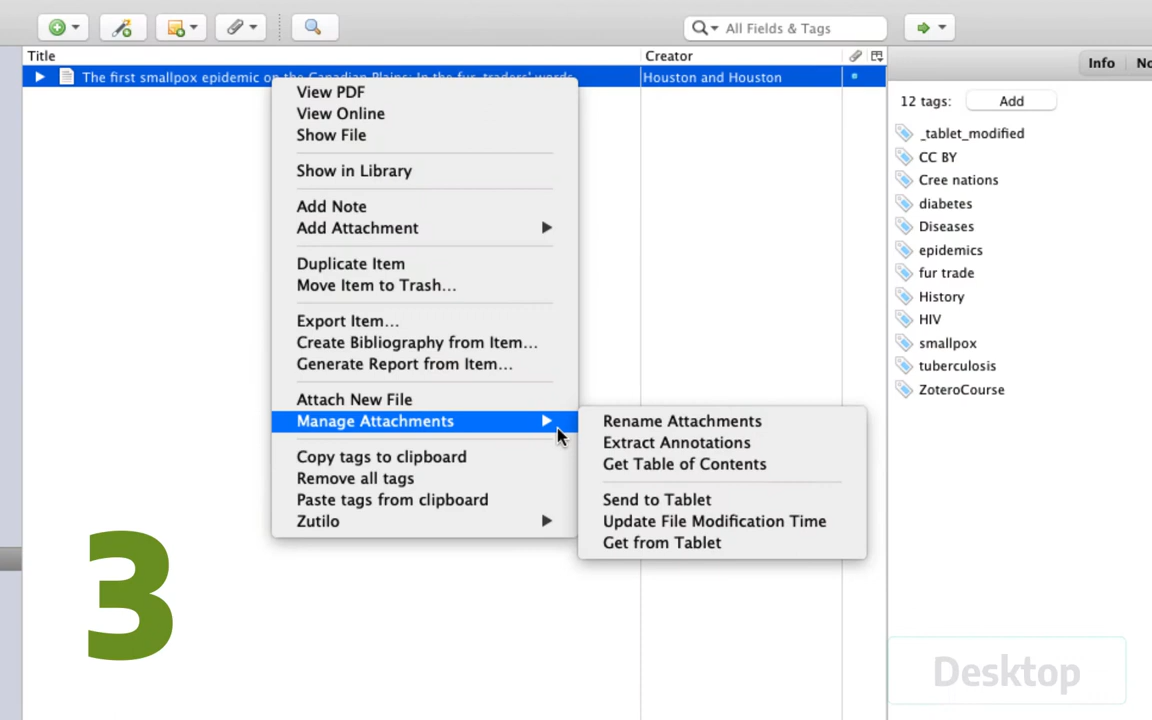 All Fields & Tags
Title
Creator
The first smallpox epidemic on the Canadian Plains: In the fur-traders' words
Houston and Houston
View PDF
View Online
Show File
Show in Library
Add Note
Add Attachment
Duplicate Item
Move Item to Trash...
Export Item...
Create Bibliography from Item...
Generate Report from Item...
Attach New File
Manage Attachments
Copy tags to clipboard
Remove all tags
Paste tags from clipboard
Zutilo
Rename Attachments
Extract Annotations
Get Table of Contents
Send to Tablet
Update File Modification Time
Get from Tablet
Info No
12 tags: Add
_tablet_modified
CC BY
Cree nations
diabetes
Diseases
epidemics
fur trade
History
HIV
smallpox
tuberculosis
ZoteroCourse
3
Desktop